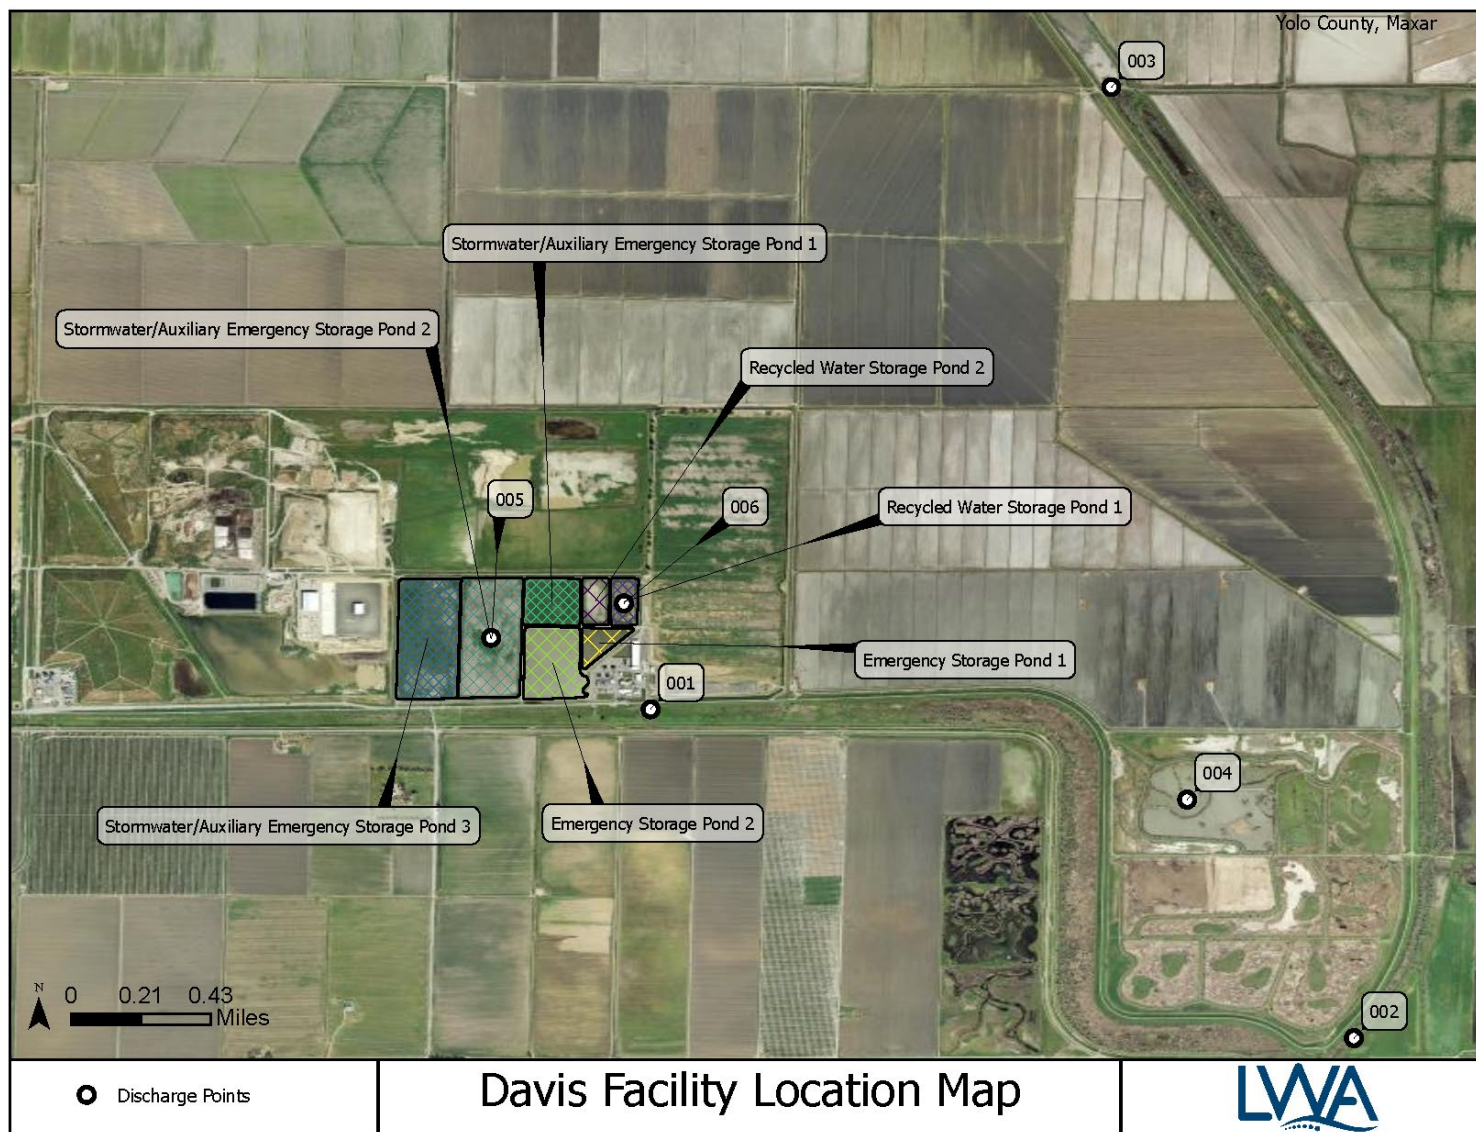 Yolo County, Maxar
003
Stormwater/Auxiliary Emergency Storage Pond 1
Stormwater/Auxiliary Emergency Storage Pond 2
Recycled Water Storage Pond 2
005
006
Recycled Water Storage Pond 1
Emergency Storage Pond 1
001
004
Stormwater/Auxiliary Emergency Storage Pond 3
Emergency Storage Pond 2
002
N
0 0.21 0.43
Miles
Discharge Points
Davis Facility Location Map
LWA